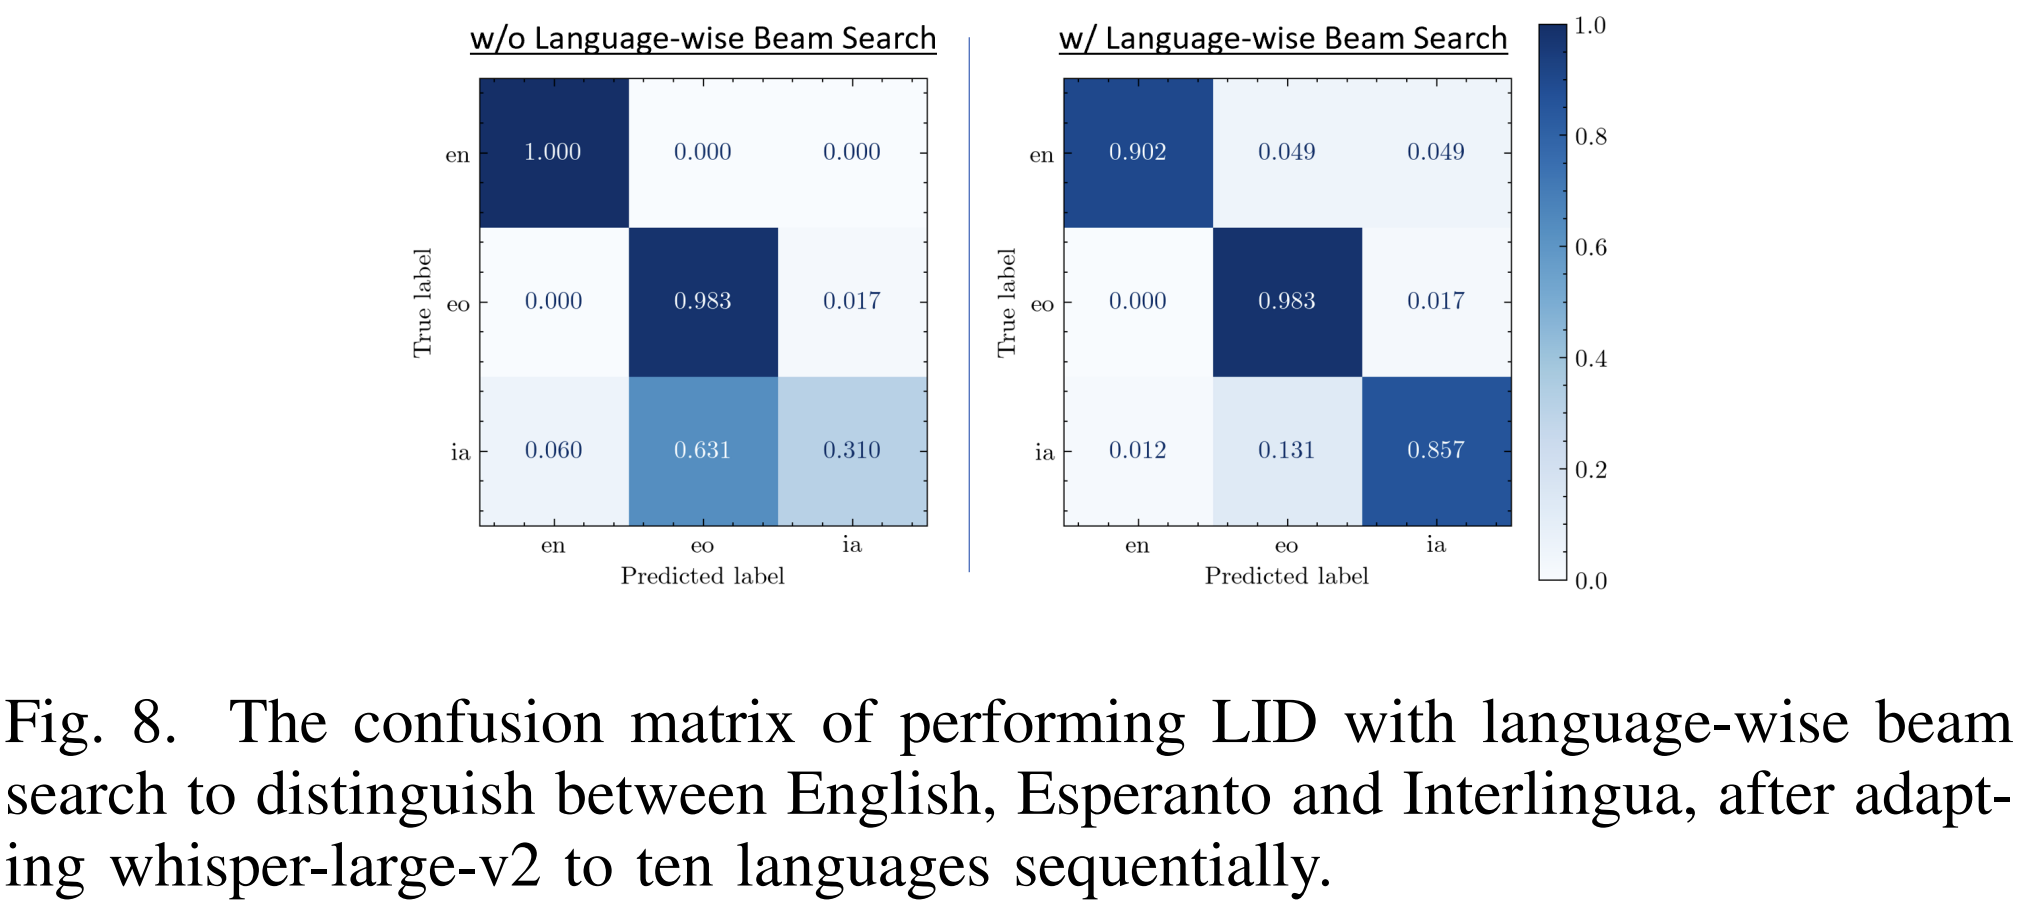 w/o Language-wise Beam Search
w/ Language-wise Beam Search
True label
en
eo
ia
1.000 0.000 0.000
0.000 0.983 0.017
0.060 0.631 0.310
en eo ia
Predicted label
True label
en
eo
ia
0.902 0.049 0.049
0.000 0.983 0.017
0.012 0.131 0.857
en eo ia
Predicted label
1.0
0.8
0.6
0.4
0.2
0.0
Fig. 8. The confusion matrix of performing LID with language-wise beam
search to distinguish between English, Esperanto and Interlingua, after adapt-
ing whisper-large-v2 to ten languages sequentially.